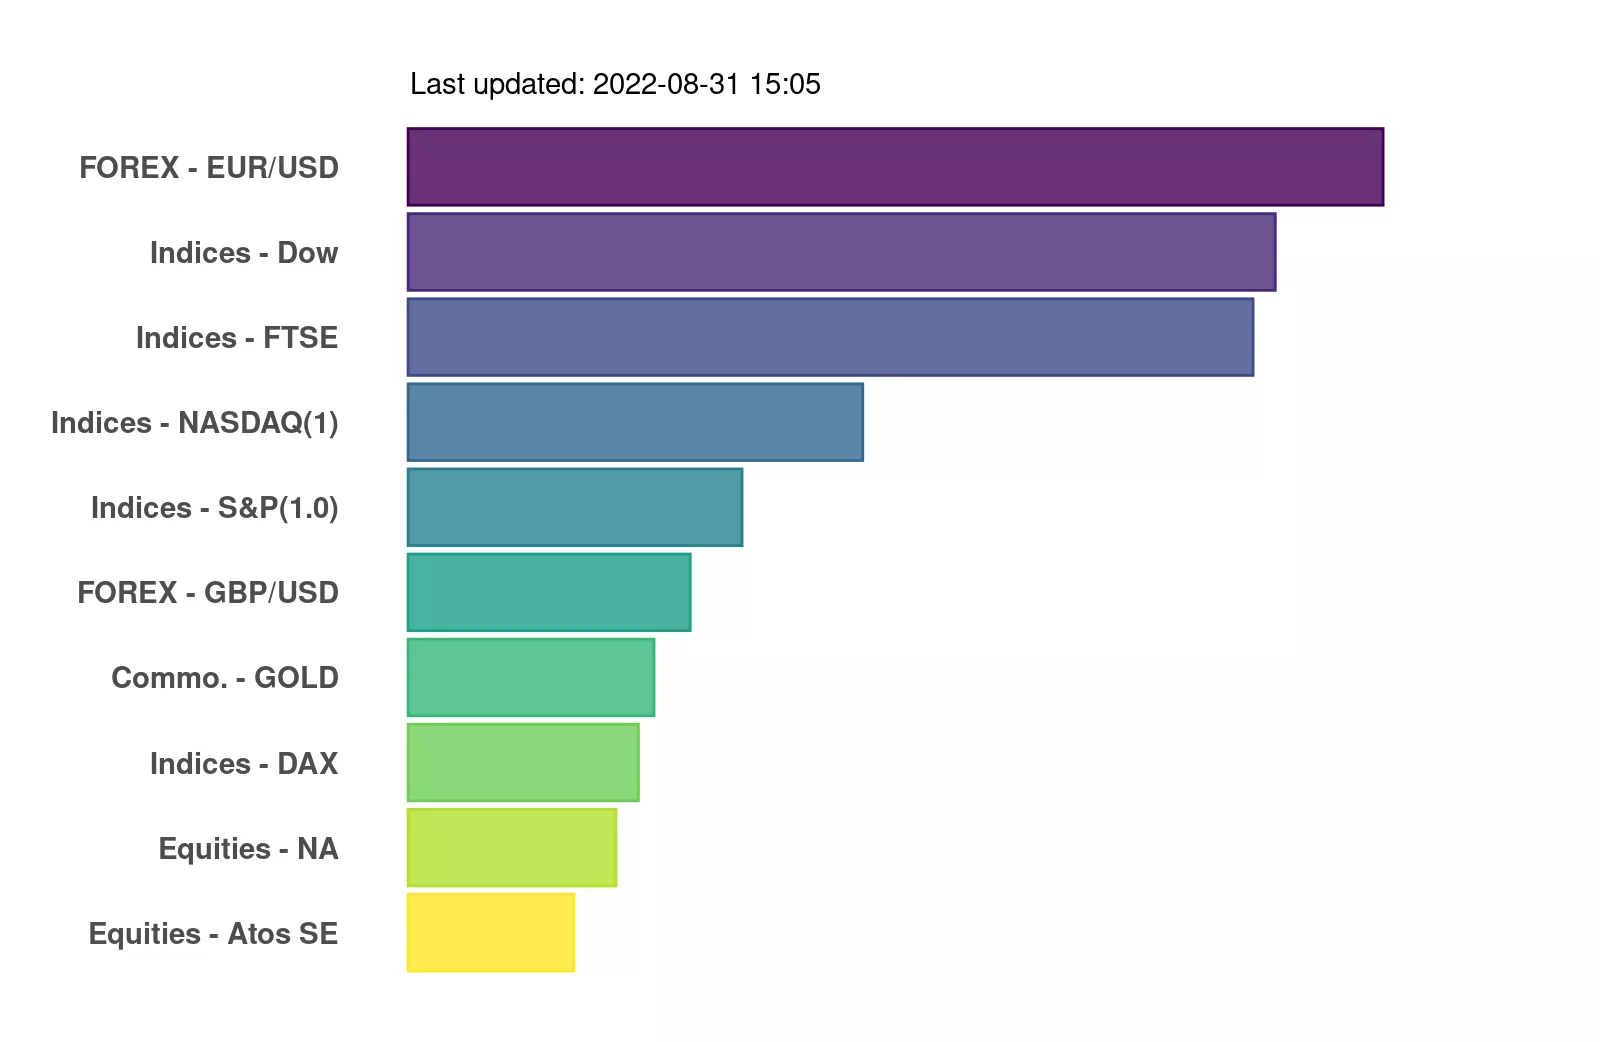 Last updated: 2022-08-31 15:05
FOREX - EUR/USD
Indices - Dow
Indices - FTSE
Indices - NASDAQ(1)
Indices - S&P(1.0)
FOREX - GBP/USD
Commo. - GOLD
Indices - DAX
Equities - NA
Equities - Atos SE